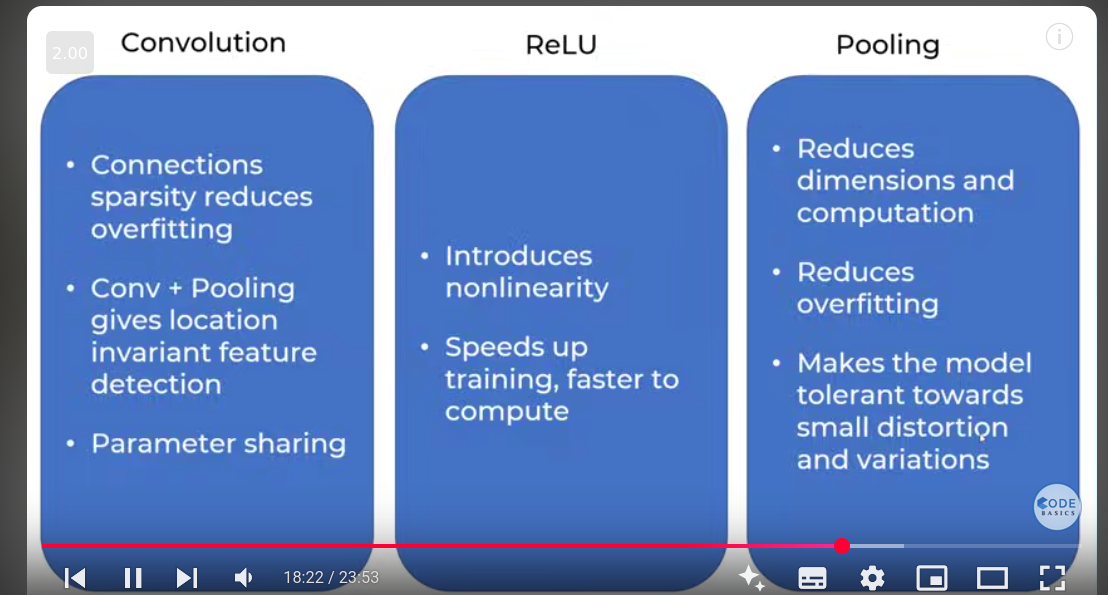 2.00
Convolution
ReLU
Pooling
• Connections
sparsity reduces
overfitting
• Conv + Pooling
gives location
invariant feature
detection
• Parameter sharing
• Introduces
nonlinearity
• Speeds up
training, faster to
compute
• Reduces
dimensions and
computation
• Reduces
overfitting
• Makes the model
tolerant towards
small distortion
and variations
CODE
BASICS
18:22 / 23:53